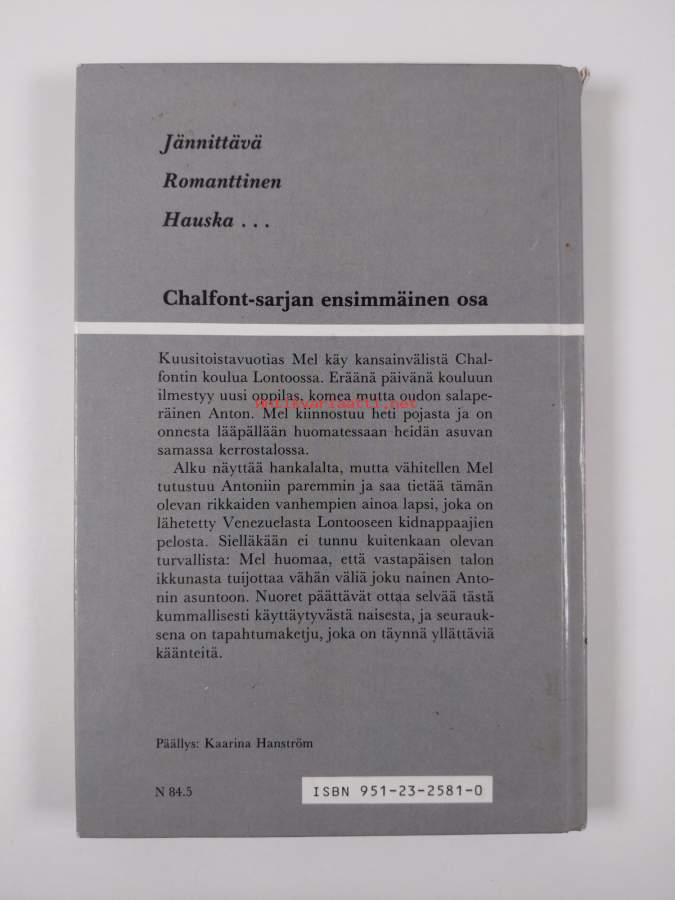 Jännittävä
Romanttinen
Hauska . . .
Chalfont-sarjan ensimmäinen osa
Kuusitoistavuotias Mel käy kansainvälistä Chal-
fontin koulua Lontoossa. Eräänä päivänä kouluun
ilmestyy uusi oppilas, komea mutta oudon salape-
antikvariaatti.net
räinen Anton. Mel kiinnostuu heti pojasta ja on
onnesta lääpällään huomatessaan heidän asuvan
samassa kerrostalossa.
Alku näyttää hankalalta, mutta vähitellen Mel
tutustuu Antoniin paremmin ja saa tietää tämän
olevan rikkaiden vanhempien ainoa lapsi, joka on
lähetetty Venezuelasta Lontooseen kidnappaajien
pelosta. Sielläkään ei tunnu kuitenkaan olevan
turvallista: Mel huomaa, että vastapäisen talon
ikkunasta tuijottaa vähän väliä joku nainen Anto-
nin asuntoon. Nuoret päättävät ottaa selvää tästä
kummallisesti käyttäytyvästä naisesta, ja seurauk-
sena on tapahtumaketju, joka on täynnä yllättäviä
käänteitä.
Päällys: Kaarina Hanström
N 84.5
ISBN 951-23-2581-0